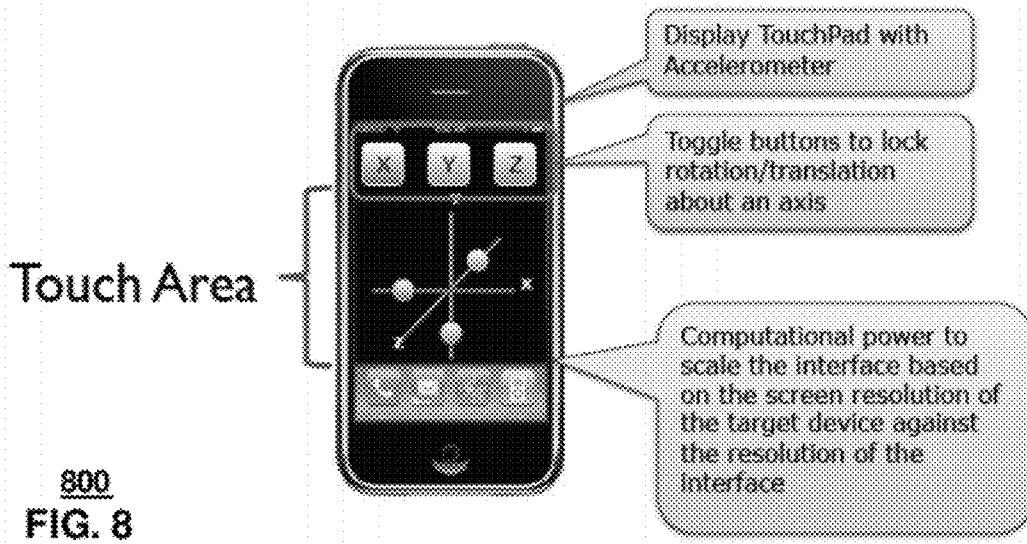 Display TouchPad with
Accelerometer
X Y Z
Toggle buttons to lock
rotation/translation
about an axis
Y
Touch Area
X
Z
Computational power to
scale the interface based
on the screen resolution of
the target device against
the resolution of the
interface
800
FIG. 8